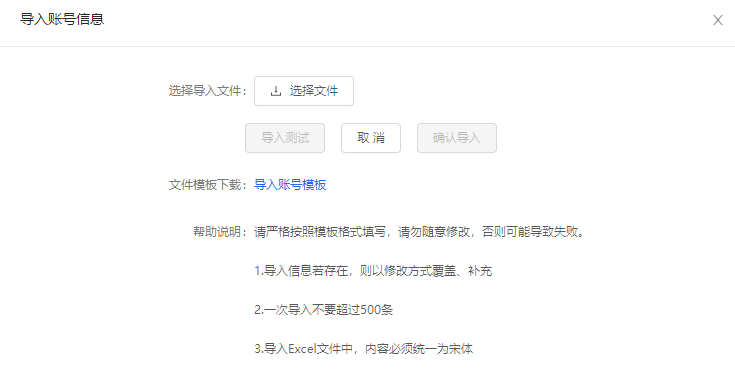 导入账号信息
选择导入文件： 选择文件
导入测试 取 消 确认导入
文件模板下载： 导入账号模板
帮助说明： 请严格按照模板格式填写，请勿随意修改，否则可能导致失败。
1.导入信息若存在，则以修改方式覆盖、补充
2.一次导入不要超过500条
3.导入Excel文件中，内容必须统一为宋体